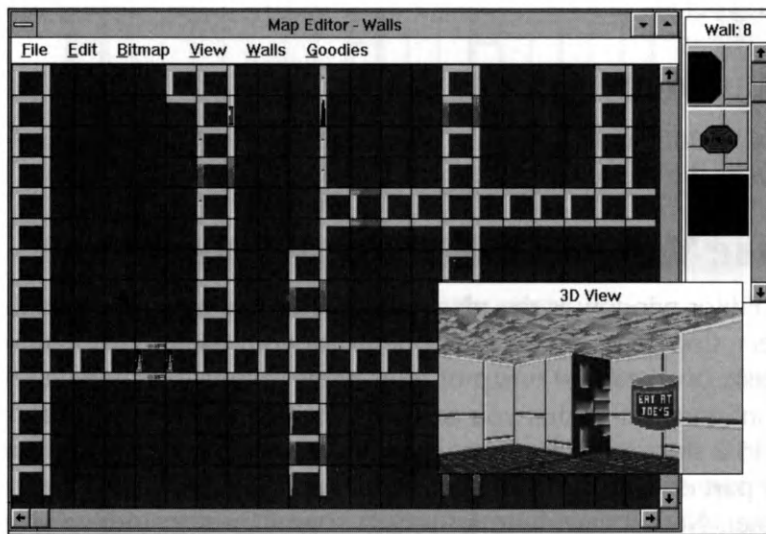 Map Editor - Walls
File Edit Bitmap View Walls Goodies
Wall: 8
3D View
EAT AT
JOE'S